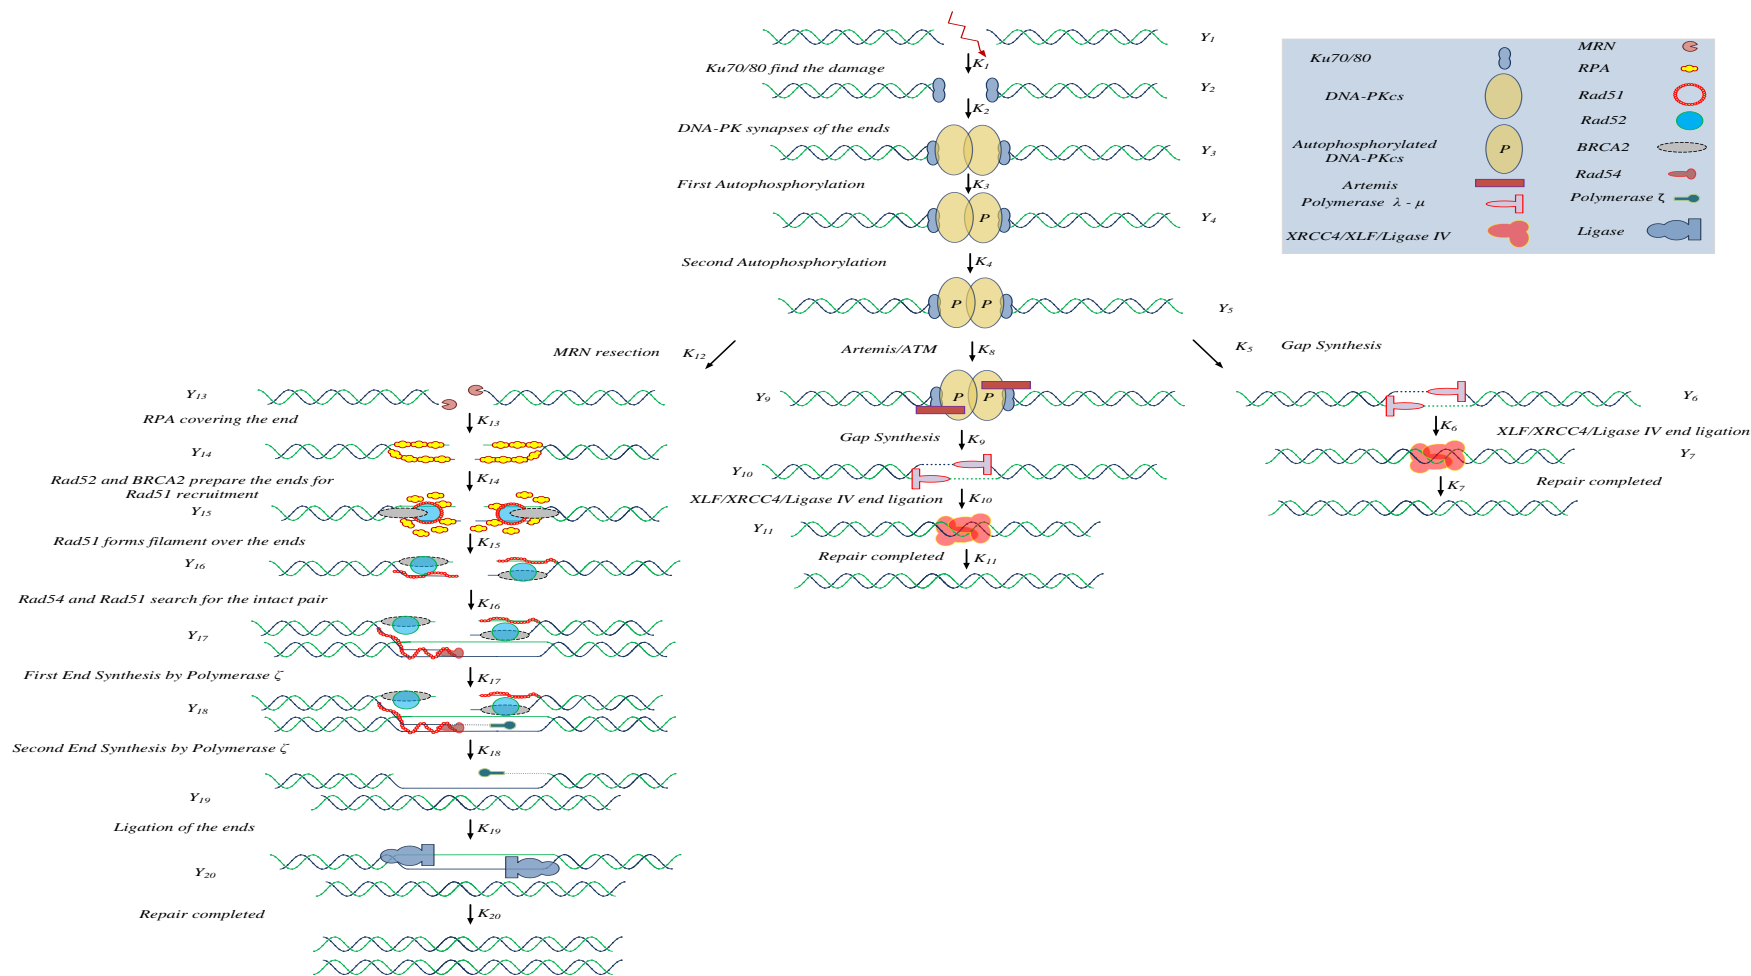 Y1
K1
Ku70/80 find the damage
Y2
K2
DNA-PK synapses of the ends
Y3
K3
First Autophosphorylation
P
Y4
K4
Second Autophosphorylation
P P
Y5
MRN resection K12
Artemis/ATM K8
K5 Gap Synthesis
Ku70/80
DNA-PKcs
P
Autophosphorylated
DNA-PKcs
Artemis
Polymerase λ - μ
XRCC4/XLF/Ligase IV
MRN
RPA
Rad51
Rad52
BRCA2
Rad54
Polymerase ζ
Ligase
Y13
RPA covering the end K13
Y14
K14
Rad52 and BRCA2 prepare the ends for
Rad51 recruitment
Y15
Rad51 forms filament over the ends K15
Y16
Rad54 and Rad51 search for the intact pair K16
Y17
First End Synthesis by Polymerase ζ K17
Y18
Second End Synthesis by Polymerase ζ K18
Y19
Ligation of the ends K19
Y20
Repair completed K20
Y9
P P
Gap Synthesis K9
Y10
XLF/XRCC4/Ligase IV end ligation K10
Y11
Repair completed K11
Y6
K6
XLF/XRCC4/Ligase IV end ligation
Y7
K7 Repair completed